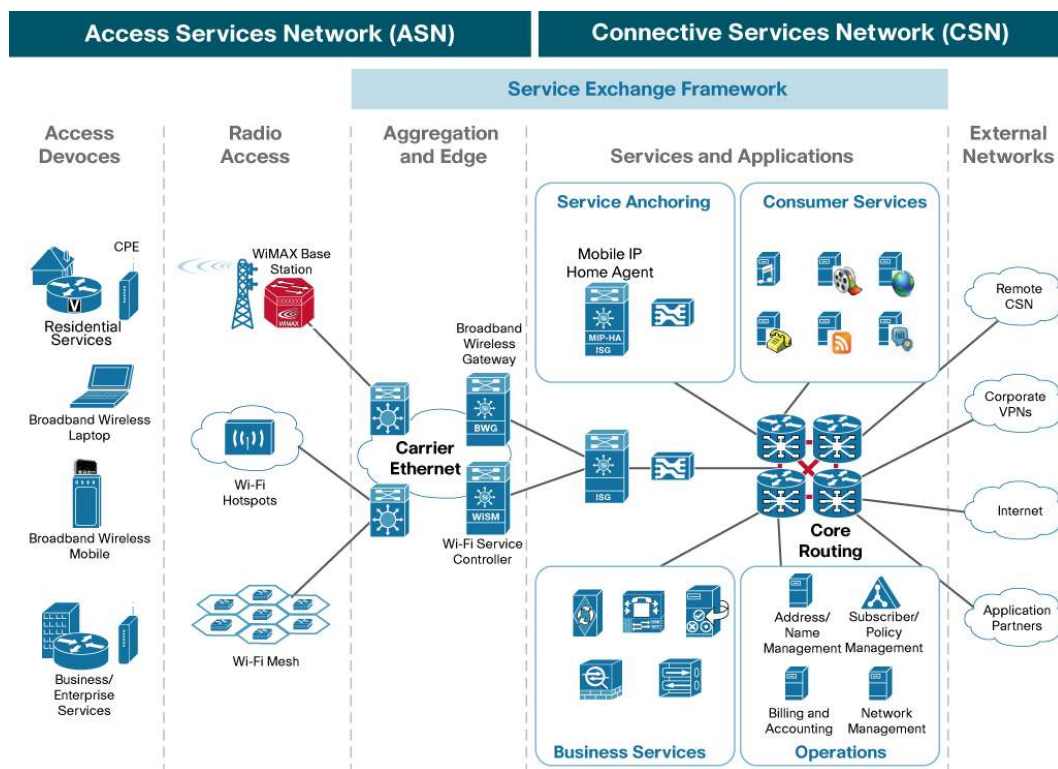 Access Services Network (ASN)
Connective Services Network (CSN)
Service Exchange Framework
Access
Devoces
Radio
Access
Aggregation
and Edge
Services and Applications
External
Networks
CPE
V
Residential
Services
Broadband Wireless
Laptop
Broadband Wireless
Mobile
Business/
Enterprise
Services
WiMAX Base
Station
WiMAX
Wi-Fi
Hotspots
Wi-Fi Mesh
Broadband
Wireless
Gateway
BWG
Carrier
Ethernet
WISM
Wi-Fi Service
Controller
Service Anchoring
Mobile IP
Home Agent
MIP-HA
ISG
Consumer Services
ISG
Core
Routing
Business Services
Address/
Name
Management
Subscriber/
Policy
Management
Billing and
Accounting
Network
Management
Operations
Remote
CSN
Corporate
VPNs
Internet
Application
Partners